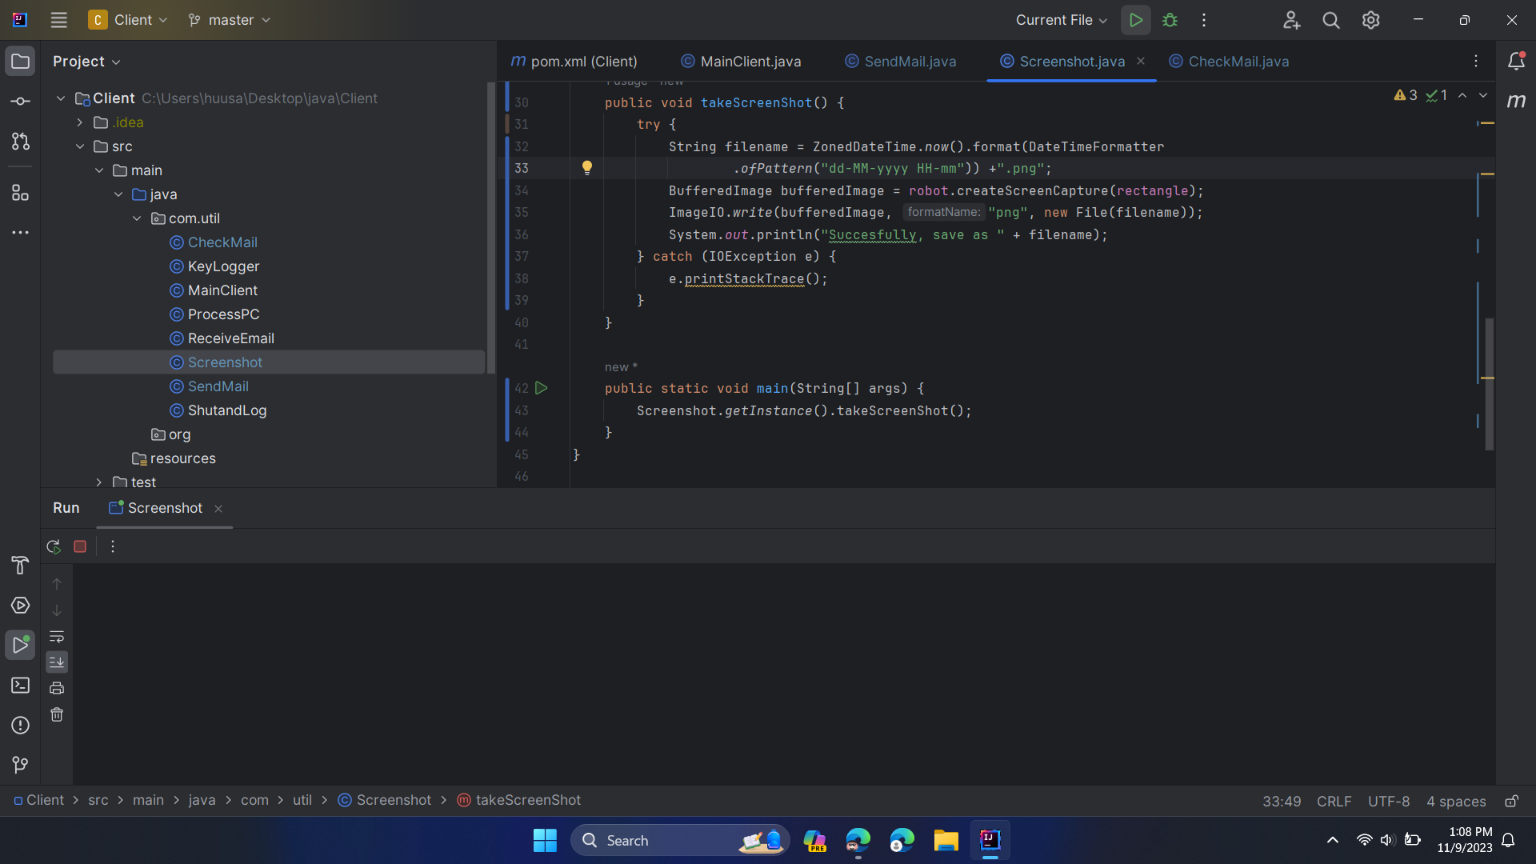 C Client master Current File
Project
pom.xml (Client) MainClient.java SendMail.java Screenshot.java CheckMail.java
Client C:\Users\huusa\Desktop\java\Client
.idea
src
main
java
com.util
CheckMail
KeyLogger
MainClient
ProcessPC
ReceiveEmail
Screenshot
SendMail
ShutandLog
org
resources
test
1 usage new *
3 1
30 public void takeScreenShot() {
31 try {
32 String filename = ZonedDateTime.now().format(DateTimeFormatter
33 .ofPattern("dd-MM-yyyy HH-mm")) +".png";
34 BufferedImage bufferedImage = robot.createScreenCapture(rectangle);
35 ImageIO.write(bufferedImage, formatName: "png", new File(filename));
36 System.out.println("Succesfully, save as " + filename);
37 } catch (IOException e) {
38 e.printStackTrace();
39 }
40 }
41
new *
42 public static void main(String[] args) {
43 Screenshot.getInstance().takeScreenShot();
44 }
45 }
46
Run Screenshot
Client > src > main > java > com > util > Screenshot > takeScreenShot
33:49 CRLF UTF-8 4 spaces
Search
PRE
1:08 PM
11/9/2023